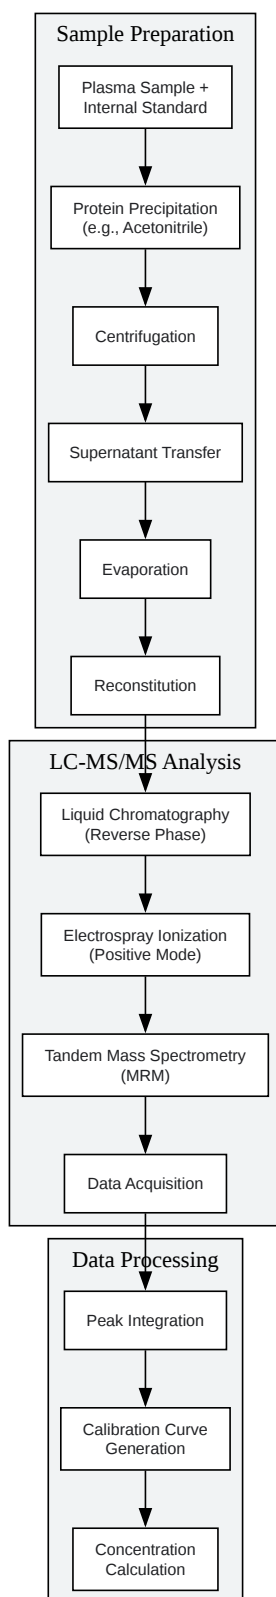 Sample Preparation
Plasma Sample +
Internal Standard
Protein Precipitation
(e.g., Acetonitrile)
Centrifugation
Supernatant Transfer
Evaporation
Reconstitution
LC-MS/MS Analysis
Liquid Chromatography
(Reverse Phase)
Electrospray Ionization
(Positive Mode)
Tandem Mass Spectrometry
(MRM)
Data Acquisition
Data Processing
Peak Integration
Calibration Curve
Generation
Concentration
Calculation